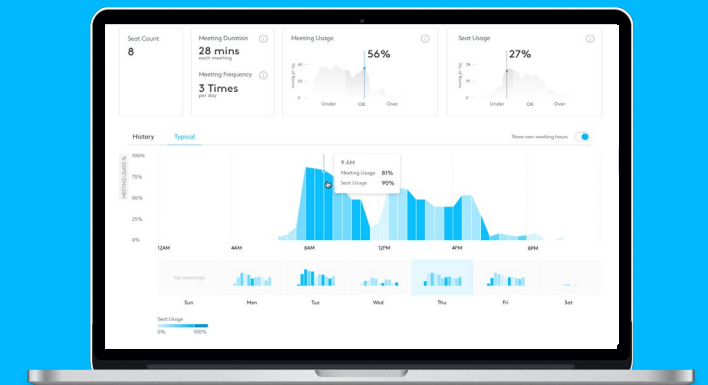 Seat Count
8
Meeting Duration
28 mins
each meeting
Meeting Frequency
3 Times
per day
Meeting Usage
56%
Under OK Over
Seat Usage
27%
Under OK Over
History Typical
Show non-working hours
MEETING USAGE %
100%
75%
50%
25%
0%
9 AM
Meeting Usage 81%
Seat Usage 90%
12AM 4AM 8AM 12PM 4PM 8PM
No meetings
Sun Mon Tue Wed Thu Fri Sat
Seat Usage
0% 100%